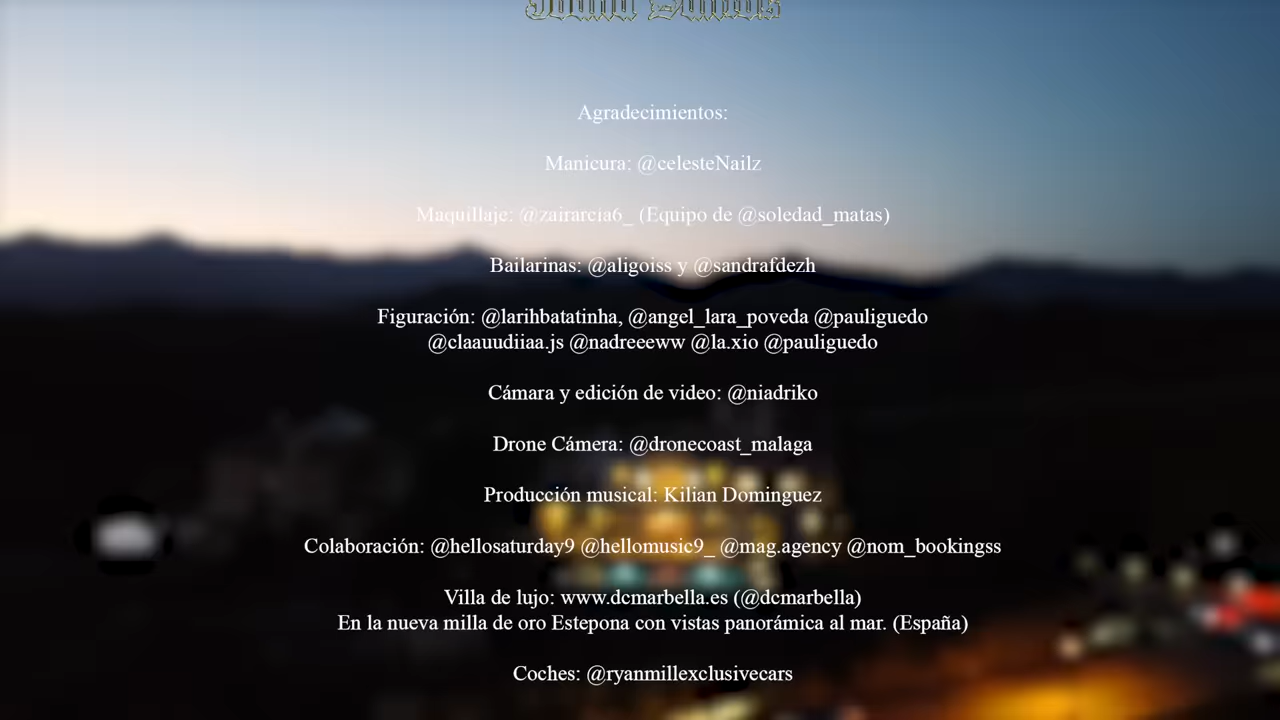 Agradecimientos:
Manicura: @celesteNailz
Maquillaje: @zairarcia6_ (Equipo de @soledad_matas)
Bailarinas: @aligoiss y @sandrafdezh
Figuración: @larihbatatinha, @angel_lara_poveda @pauliguedo
@claauudiiaa.js @nadreeeww @la.xio @pauliguedo
Cámara y edición de video: @niadriko
Drone Cámera: @dronecoast_malaga
Producción musical: Kilian Dominguez
Colaboración: @hellosaturday9 @hellomusic9_ @mag.agency @nom_bookingss
Villa de lujo: www.dcmarbella.es (@dcmarbella)
En la nueva milla de oro Estepona con vistas panorámica al mar. (España)
Coches: @ryanmillexclusivecars